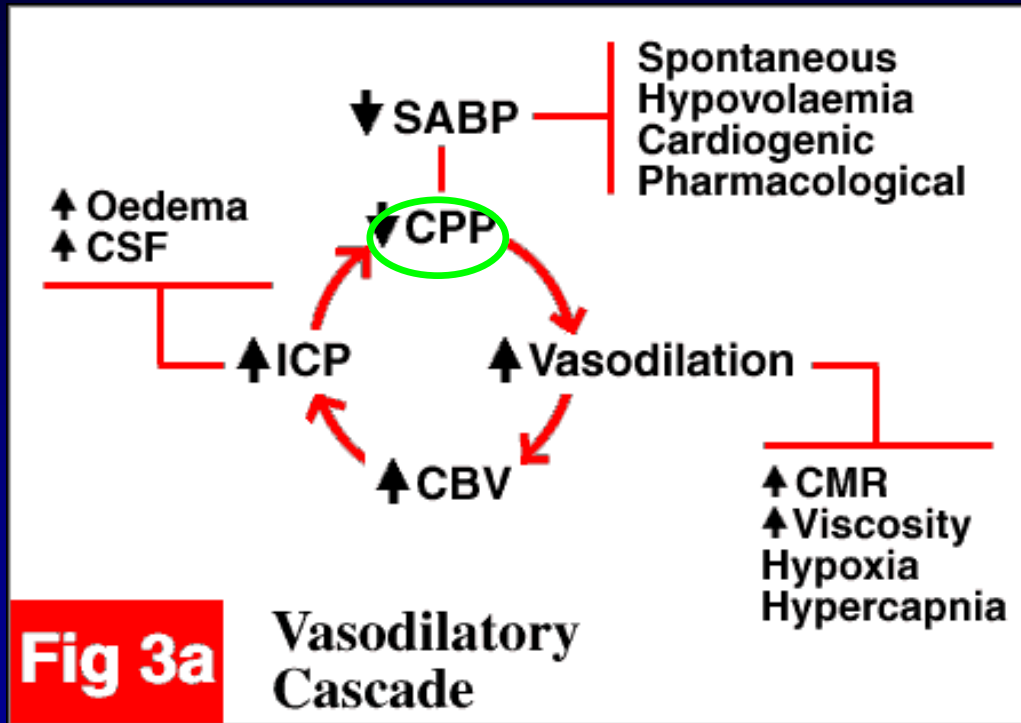 ↓ SABP
Spontaneous
Hypovolaemia
Cardiogenic
Pharmacological
↑ Oedema
↑ CSF
↓ CPP
↑ ICP
↑ Vasodilation
↑ CBV
↑ CMR
↑ Viscosity
Hypoxia
Hypercapnia
Fig 3a
Vasodilatory
Cascade